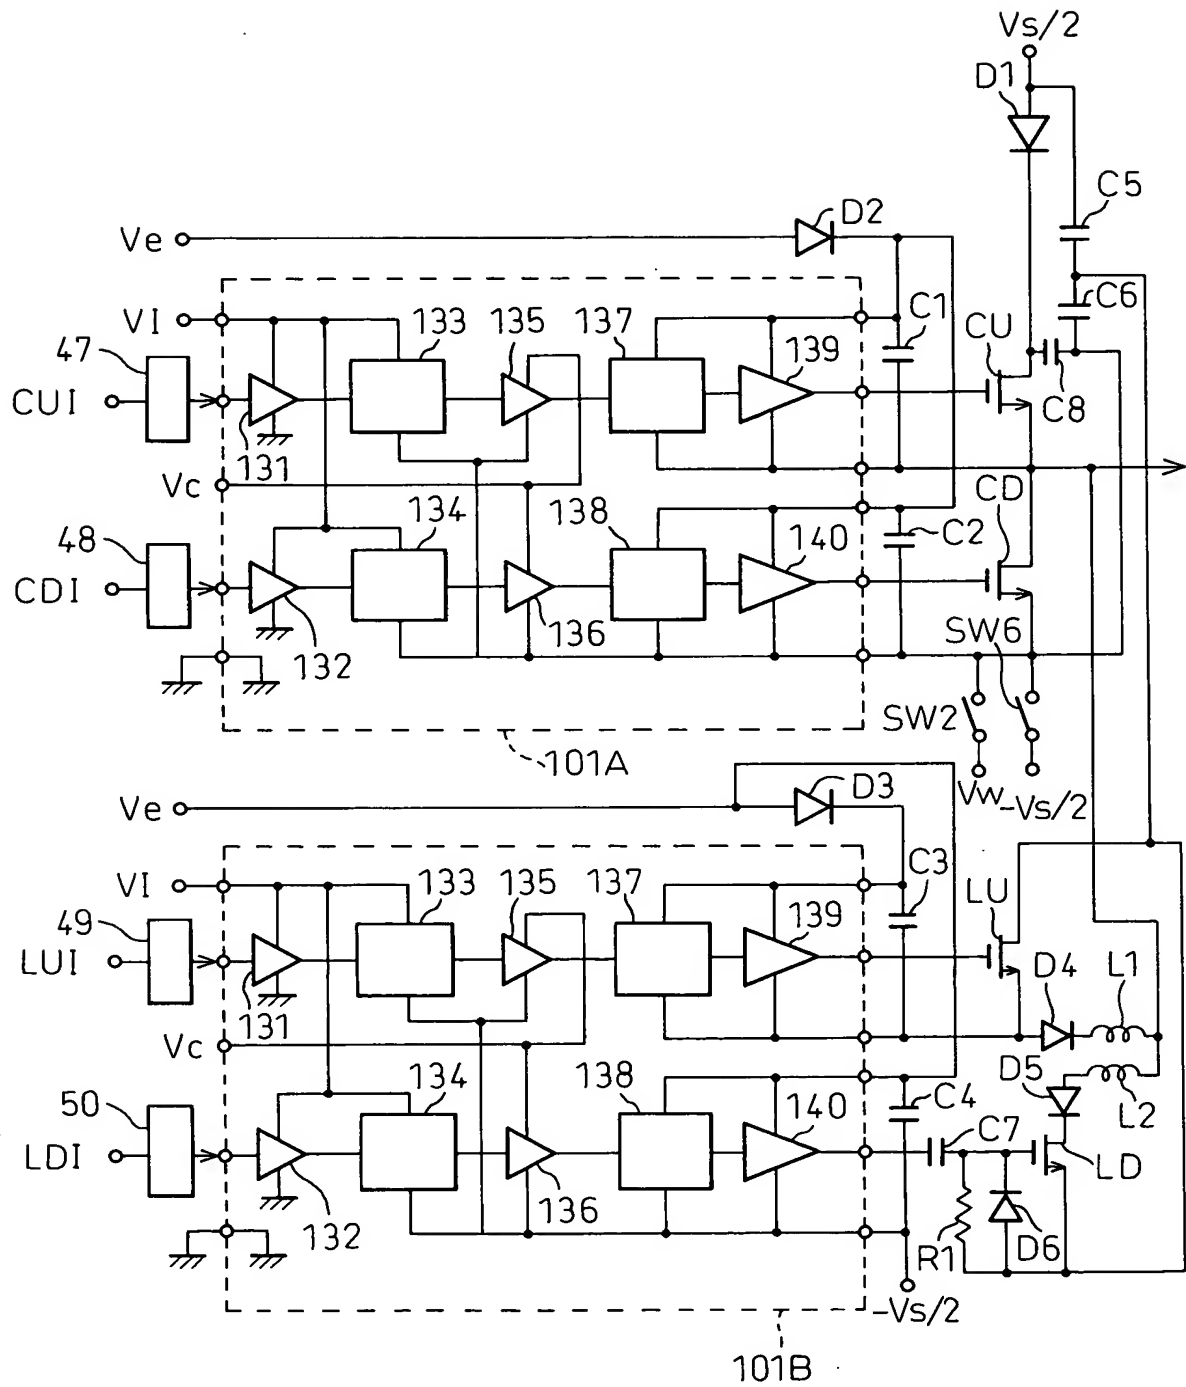 Vs/2
D1
C5
D2
Ve
C6
VI
133
135
137
C1
CU
47
139
CUI
C8
131
Vc
134
138
CD
48
C2
140
CDI
136
SW6
132
SW2
101A
Vw
-Vs/2
Ve
D3
VI
133
135
137
C3
LU
49
139
LUI
D4
L1
131
Vc
134
138
D5
50
140
C4
L2
C7
LDI
LD
136
132
R1
D6
-Vs/2
101B